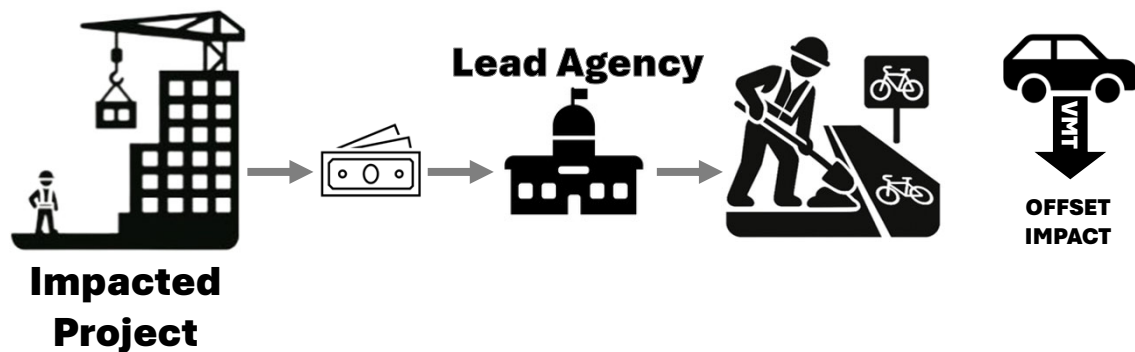 Lead Agency
VMT
OFFSET
IMPACT
Impacted
Project